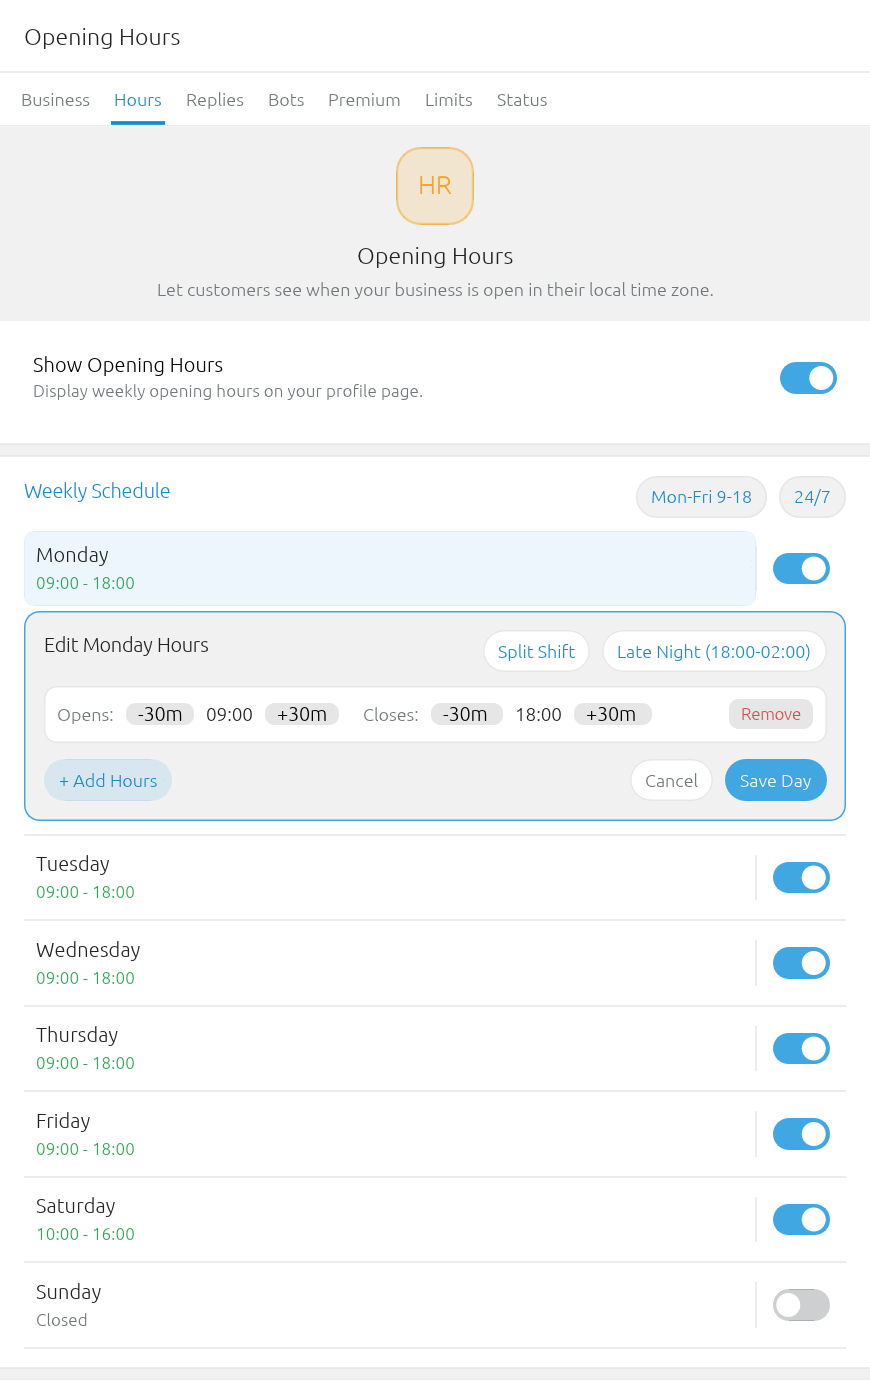 Opening Hours
Business Hours Replies Bots Premium Limits Status
HR
Opening Hours
Let customers see when your business is open in their local time zone.
Show Opening Hours
Display weekly opening hours on your profile page.
Weekly Schedule Mon-Fri 9-18 24/7
Monday
09:00 - 18:00
Edit Monday Hours Split Shift Late Night (18:00-02:00)
Opens: -30m 09:00 +30m Closes: -30m 18:00 +30m Remove
+ Add Hours Cancel Save Day
Tuesday
09:00 - 18:00
Wednesday
09:00 - 18:00
Thursday
09:00 - 18:00
Friday
09:00 - 18:00
Saturday
10:00 - 16:00
Sunday
Closed